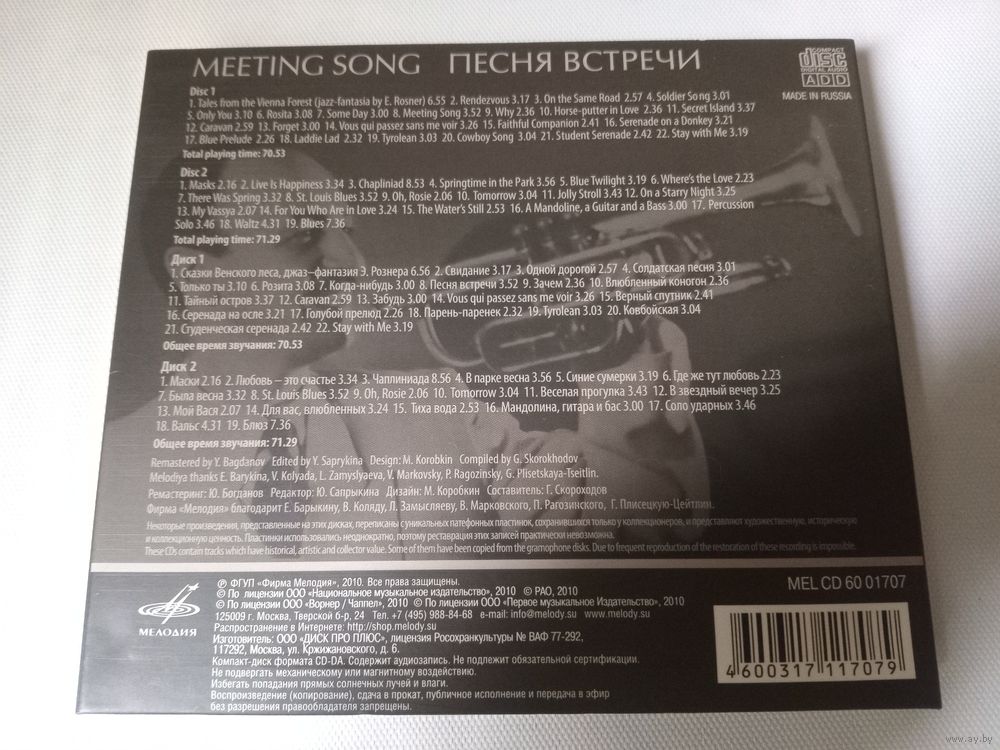 MEETING SONG ПЕСНЯ ВСТРЕЧИ
COMPACT
disc
DIGITAL AUDIO
ADD
MADE IN RUSSIA
Disc 1
1. Tales from the Vienna Forest (jazz-fantasia by E. Rosner) 6.55 2. Rendezvous 3.17 3. On the Same Road 2.57 4. Soldier Song 3.01
5. Only You 3.10 6. Rosita 3.08 7. Some Day 3.00 8. Meeting Song 3.52 9. Why 2.36 10. Horse-putter in Love 2.36 11. Secret Island 3.37
12. Caravan 2.59 13. Forget 3.00 14. Vous qui passez sans me voir 3.26 15. Faithful Companion 2.41 16. Serenade on a Donkey 3.21
17. Blue Prelude 2.26 18. Laddie Lad 2.32 19. Tyrolean 3.03 20. Cowboy Song 3.04 21. Student Serenade 2.42 22. Stay with Me 3.19
Total playing time: 70.53
Disc 2
1. Masks 2.16 2. Live Is Happiness 3.34 3. Chapliniad 8.53 4. Springtime in the Park 3.56 5. Blue Twilight 3.19 6. Where's the Love 2.23
7. There Was Spring 3.32 8. St. Louis Blues 3.52 9. Oh, Rosie 2.06 10. Tomorrow 3.04 11. Jolly Stroll 3.43 12. On a Starry Night 3.25
13. My Vassya 2.07 14. For You Who Are in Love 3.24 15. The Water's Still 2.53 16. A Mandoline, a Guitar and a Bass 3.00 17. Percussion
Solo 3.46 18. Waltz 4.31 19. Blues 7.36
Total playing time: 71.29
Диск 1
1. Сказки Венского леса, джаз–фантазия Э. Рознера 6.56 2. Свидание 3.17 3. Одной дорогой 2.57 4. Солдатская песня 3.01
5. Только ты 3.10 6. Розита 3.08 7. Когда-нибудь 3.00 8. Песня встречи 3.52 9. Зачем 2.36 10. Влюбленный коногон 2.36
11. Тайный остров 3.37 12. Caravan 2.59 13. Забудь 3.00 14. Vous qui passez sans me voir 3.26 15. Верный спутник 2.41
16. Серенада на осле 3.21 17. Голубой прелюд 2.26 18. Парень-паренек 2.32 19. Tyrolean 3.03 20. Ковбойская 3.04
21. Студенческая серенада 2.42 22. Stay with Me 3.19
Общее время звучания: 70.53
Диск 2
1. Маски 2.16 2. Любовь – это счастье 3.34 3. Чаплиниада 8.56 4. В парке весна 3.56 5. Синие сумерки 3.19 6. Где же тут любовь 2.23
7. Была весна 3.32 8. St. Louis Blues 3.52 9. Oh, Rosie 2.06 10. Tomorrow 3.04 11. Веселая прогулка 3.43 12. В звездный вечер 3.25
13. Мой Вася 2.07 14. Для вас, влюбленных 3.24 15. Тиха вода 2.53 16. Мандолина, гитара и бас 3.00 17. Соло ударных 3.46
18. Вальс 4.31 19. Блюз 7.36
Общее время звучания: 71.29
Remastered by Y. Bagdanov Edited by Y. Saprykina Design: M. Korobkin Compiled by G. Skorokhodov
Melodiya thanks E. Barykina, V. Kolyada, L. Zamyslyaeva, V. Markovsky, P. Ragozinsky, G. Plisetskaya-Tseitlin.
Ремастеринг: Ю. Богданов Редактор: Ю. Сапрыкина Дизайн: М. Коробкин Составитель: Г. Скороходов
Фирма «Мелодия» благодарит Е. Барыкину, В. Коляду, Л. Замысляеву, В. Марковского, П. Рагозинского, Г. Плисецкую-Цейтлин.
Некоторые произведения, представленные на этих дисках, переписаны с уникальных патефонных пластинок, сохранившихся только у коллекционеров, и представляют художественную, историческую
и коллекционную ценность. Пластинки использовались неоднократно, поэтому реставрация этих записей практически невозможна.
These CDs contain tracks which have historical, artistic and collector value. Some of them have been copied from the gramophone disks. Due to frequent reproduction of the restoration of these recording is impossible.
МЕЛОДИЯ
℗ ФГУП «Фирма Мелодия», 2010. Все права защищены.
© По лицензии ООО «Национальное музыкальное издательство», 2010 © РАО, 2010
© По лицензии ООО «Ворнер / Чаппел», 2010 © По лицензии ООО «Первое музыкальное Издательство», 2010
125009 г. Москва, Тверской б-р, 24 Тел. +7 (495) 988-84-68 e-mail: info@melody.su www.melody.su
Распространение в Интернете: http://shop.melody.su
Изготовитель: ООО «ДИСК ПРО ПЛЮС», лицензия Росохранкультуры № ВАФ 77-292,
117292, Москва, ул. Кржижановского, д. 6.
Компакт-диск формата CD-DA. Содержит аудиозапись. Не подлежит обязательной сертификации.
Не подвергать механическому или магнитному воздействию.
Избегать попадания прямых солнечных лучей и влаги.
Воспроизведение (копирование), сдача в прокат, публичное исполнение и передача в эфир
без разрешения правообладателя запрещены.
MEL CD 60 01707
4 600317 117079
www.ay.by